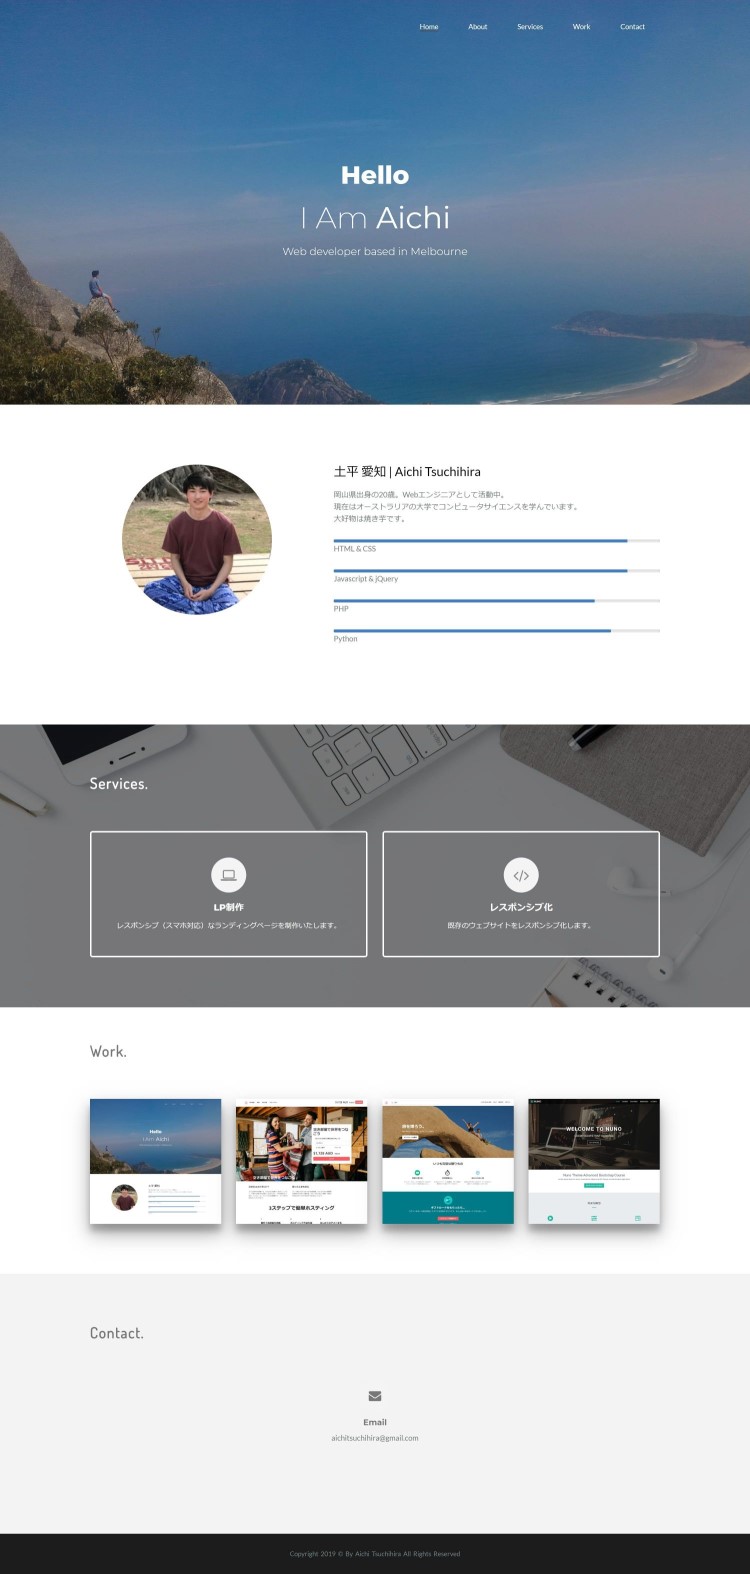 Home About Services Work Contact
Hello
I Am Aichi
Web developer based in Melbourne
土平 愛知 | Aichi Tsuchihira
岡山県出身の20歳。Webエンジニアとして活動中。
現在はオーストラリアの大学でコンピュータサイエンスを学んでいます。
大好物は焼き芋です。
HTML & CSS
Javascript & jQuery
PHP
Python
Services.
LP制作
レスポンシブ（スマホ対応）なランディングページを制作いたします。
レスポンシブ化
既存のウェブサイトをレスポンシブ化します。
Work.
Hello
I Am Aichi
3ステップで簡単ホスティング
WELCOME TO NUNO
Contact.
Email
aichitsuchihira@gmail.com
Copyright 2019 © By Aichi Tsuchihira All Rights Reserved